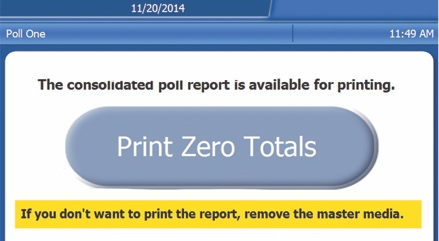 11/20/2014
Poll One 11:49 AM
The consolidated poll report is available for printing.
Print Zero Totals
If you don't want to print the report, remove the master media.